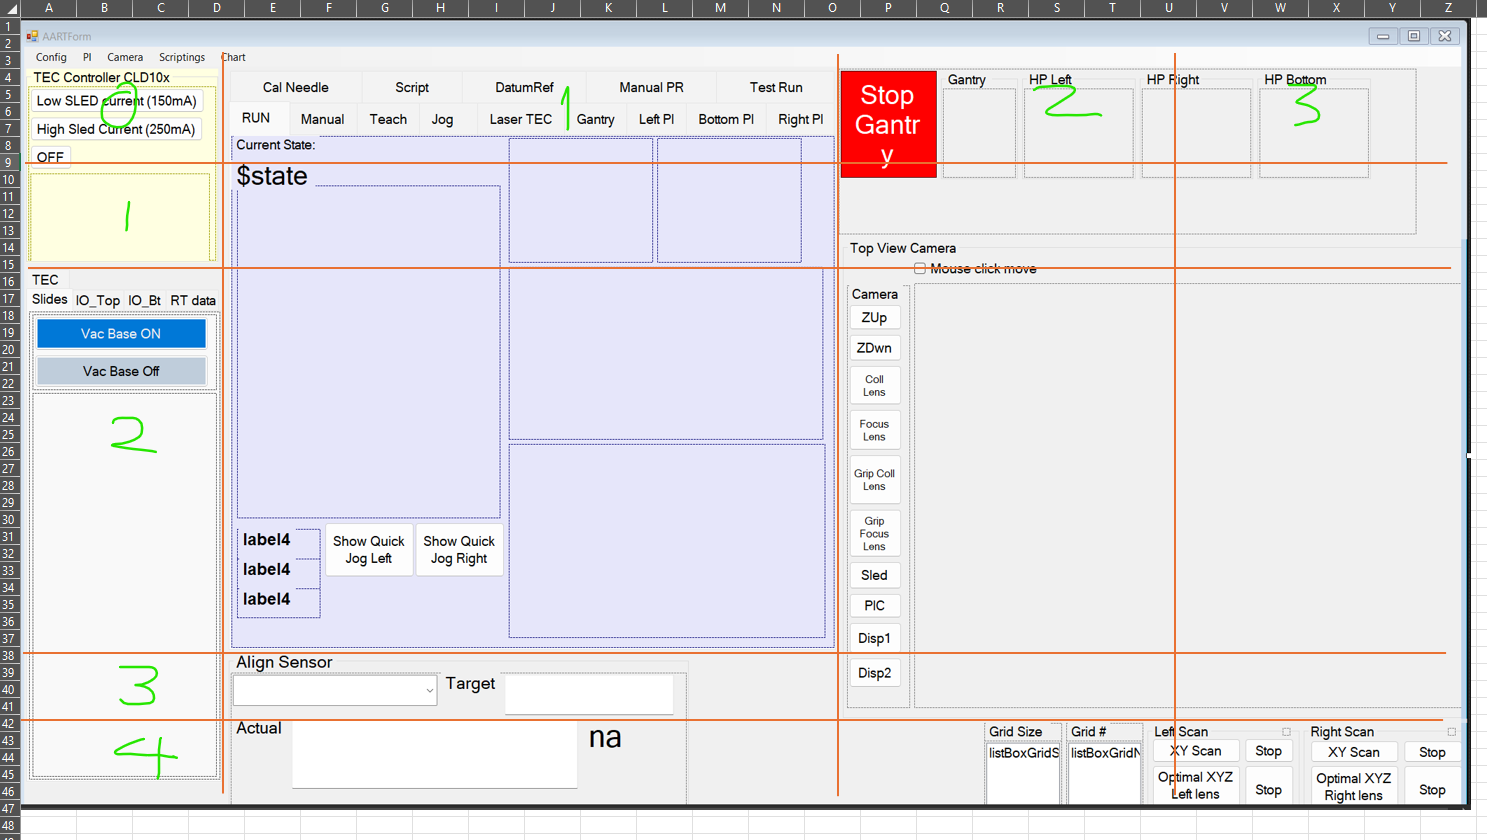 A B C D E F G H I J K L M N O P Q R S T U V W X Y Z
AARTForm
Config PI Camera Scriptings Chart
TEC Controller CLD10x
Low SLED current (150mA)
High Sled Current (250mA)
OFF
0
1
TEC
Slides IO_Top IO_Bt RT data
Vac Base ON
Vac Base Off
2
3
4
Cal Needle Script DatumRef Manual PR Test Run
1
RUN Manual Teach Jog Laser TEC Gantry Left PI Bottom PI Right PI
Current State:
$state
label4
label4
label4
Show Quick
Jog Left
Show Quick
Jog Right
Align Sensor
Target
Actual
na
Stop
Gantr
y
Gantry HP Left HP Right HP Bottom
2
3
Top View Camera
Mouse click move
Camera
ZUp
ZDwn
Coll
Lens
Focus
Lens
Grip Coll
Lens
Grip
Focus
Lens
Sled
PIC
Disp1
Disp2
Grid Size
listBoxGridS
Grid #
listBoxGridN
Left Scan
XY Scan Stop
Optimal XYZ
Left lens
Stop
Right Scan
XY Scan Stop
Optimal XYZ
Right lens
Stop
1
2
3
4
5
6
7
8
9
10
11
12
13
14
15
16
17
18
19
20
21
22
23
24
25
26
27
28
29
30
31
32
33
34
35
36
37
38
39
40
41
42
43
44
45
46
47
48